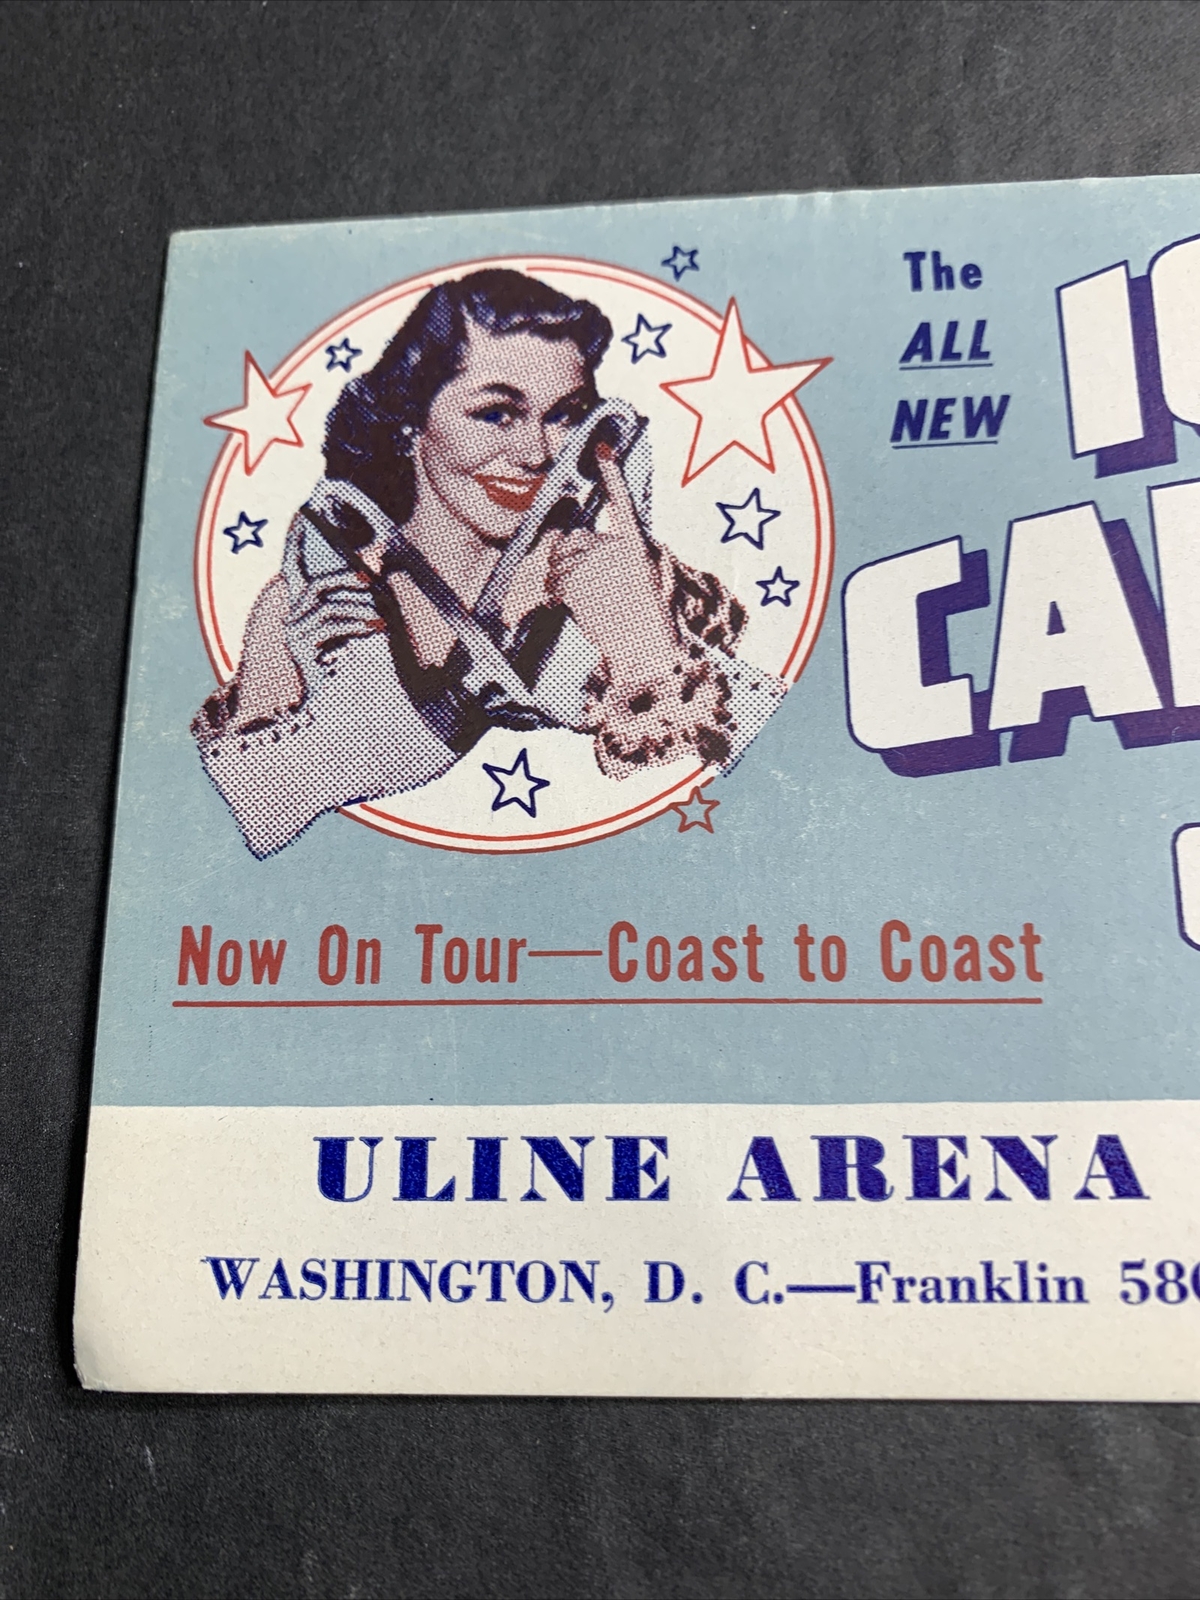 The
ALL
NEW
Now On Tour—Coast to Coast
ULINE ARENA
WASHINGTON, D. C.—Franklin